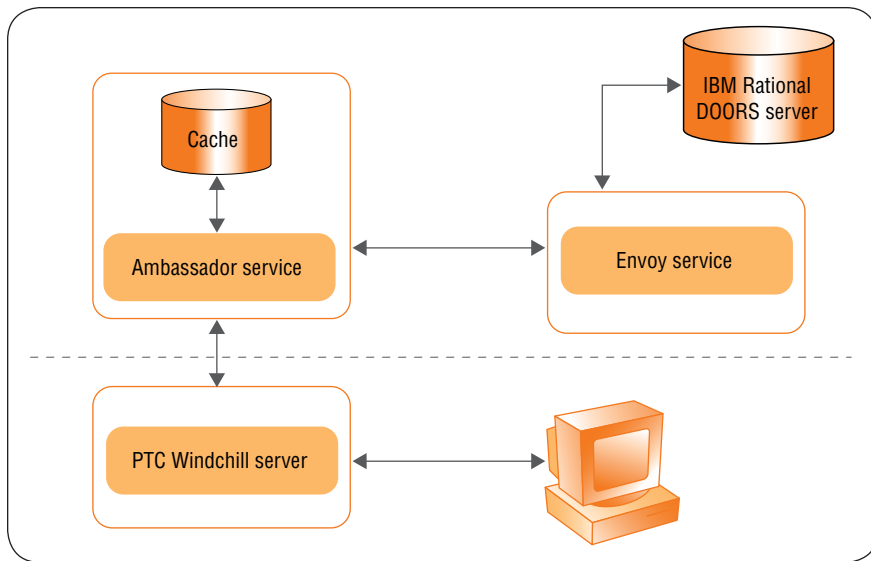 IBM Rational
DOORS server
Cache
Ambassador service
Envoy service
PTC Windchill server